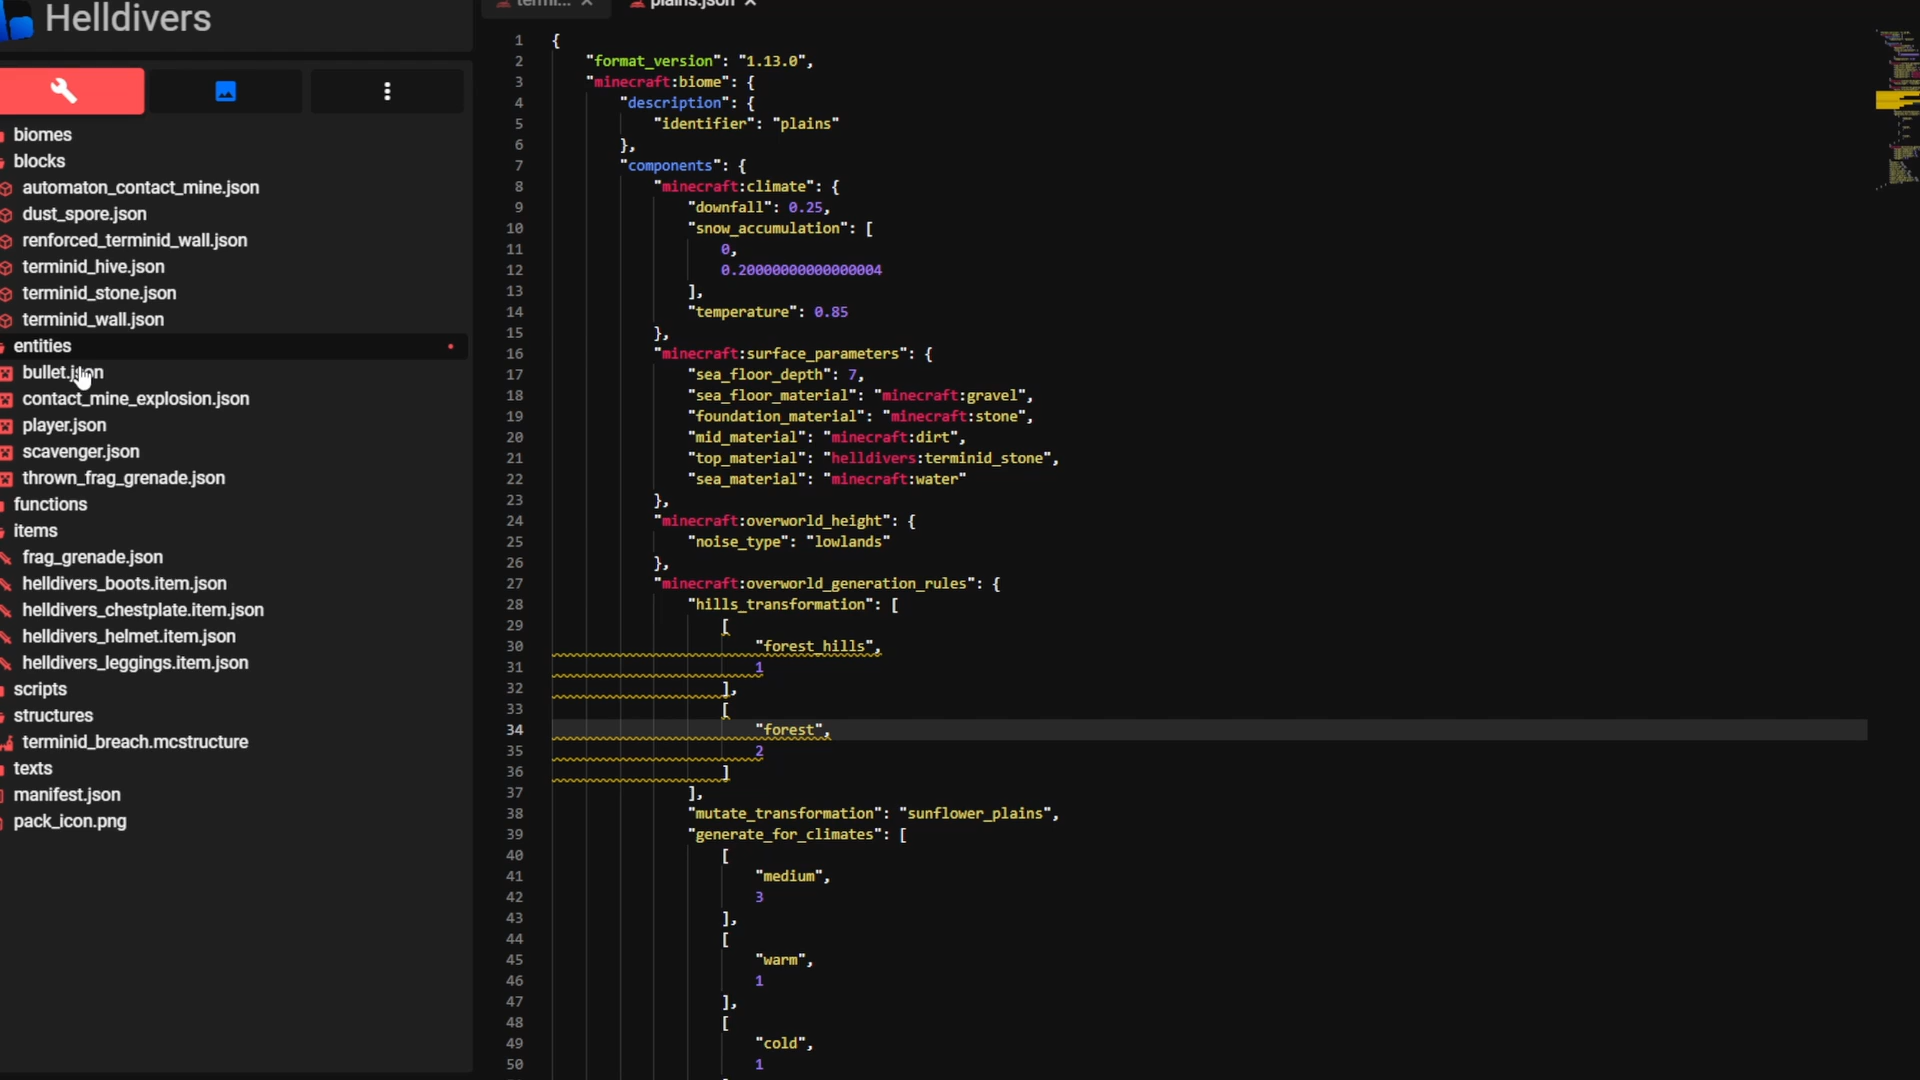 Helldivers
biomes
blocks
automaton_contact_mine.json
dust_spore.json
renforced_terminid_wall.json
terminid_hive.json
terminid_stone.json
terminid_wall.json
entities
bullet.json
contact_mine_explosion.json
player.json
scavenger.json
thrown_frag_grenade.json
functions
items
frag_grenade.json
helldivers_boots.item.json
helldivers_chestplate.item.json
helldivers_helmet.item.json
helldivers_leggings.item.json
scripts
structures
terminid_breach.mcstructure
texts
manifest.json
pack_icon.png
termi... plains.json
1 {
2 "format_version": "1.13.0",
3 "minecraft:biome": {
4 "description": {
5 "identifier": "plains"
6 },
7 "components": {
8 "minecraft:climate": {
9 "downfall": 0.25,
10 "snow_accumulation": [
11 0,
12 0.20000000000000004
13 ],
14 "temperature": 0.85
15 },
16 "minecraft:surface_parameters": {
17 "sea_floor_depth": 7,
18 "sea_floor_material": "minecraft:gravel",
19 "foundation_material": "minecraft:stone",
20 "mid_material": "minecraft:dirt",
21 "top_material": "helldivers:terminid_stone",
22 "sea_material": "minecraft:water"
23 },
24 "minecraft:overworld_height": {
25 "noise_type": "lowlands"
26 },
27 "minecraft:overworld_generation_rules": {
28 "hills_transformation": [
29 [
30 "forest_hills",
31 1
32 ],
33 [
34 "forest",
35 2
36 ]
37 ],
38 "mutate_transformation": "sunflower_plains",
39 "generate_for_climates": [
40 [
41 "medium",
42 3
43 ],
44 [
45 "warm",
46 1
47 ],
48 [
49 "cold",
50 1